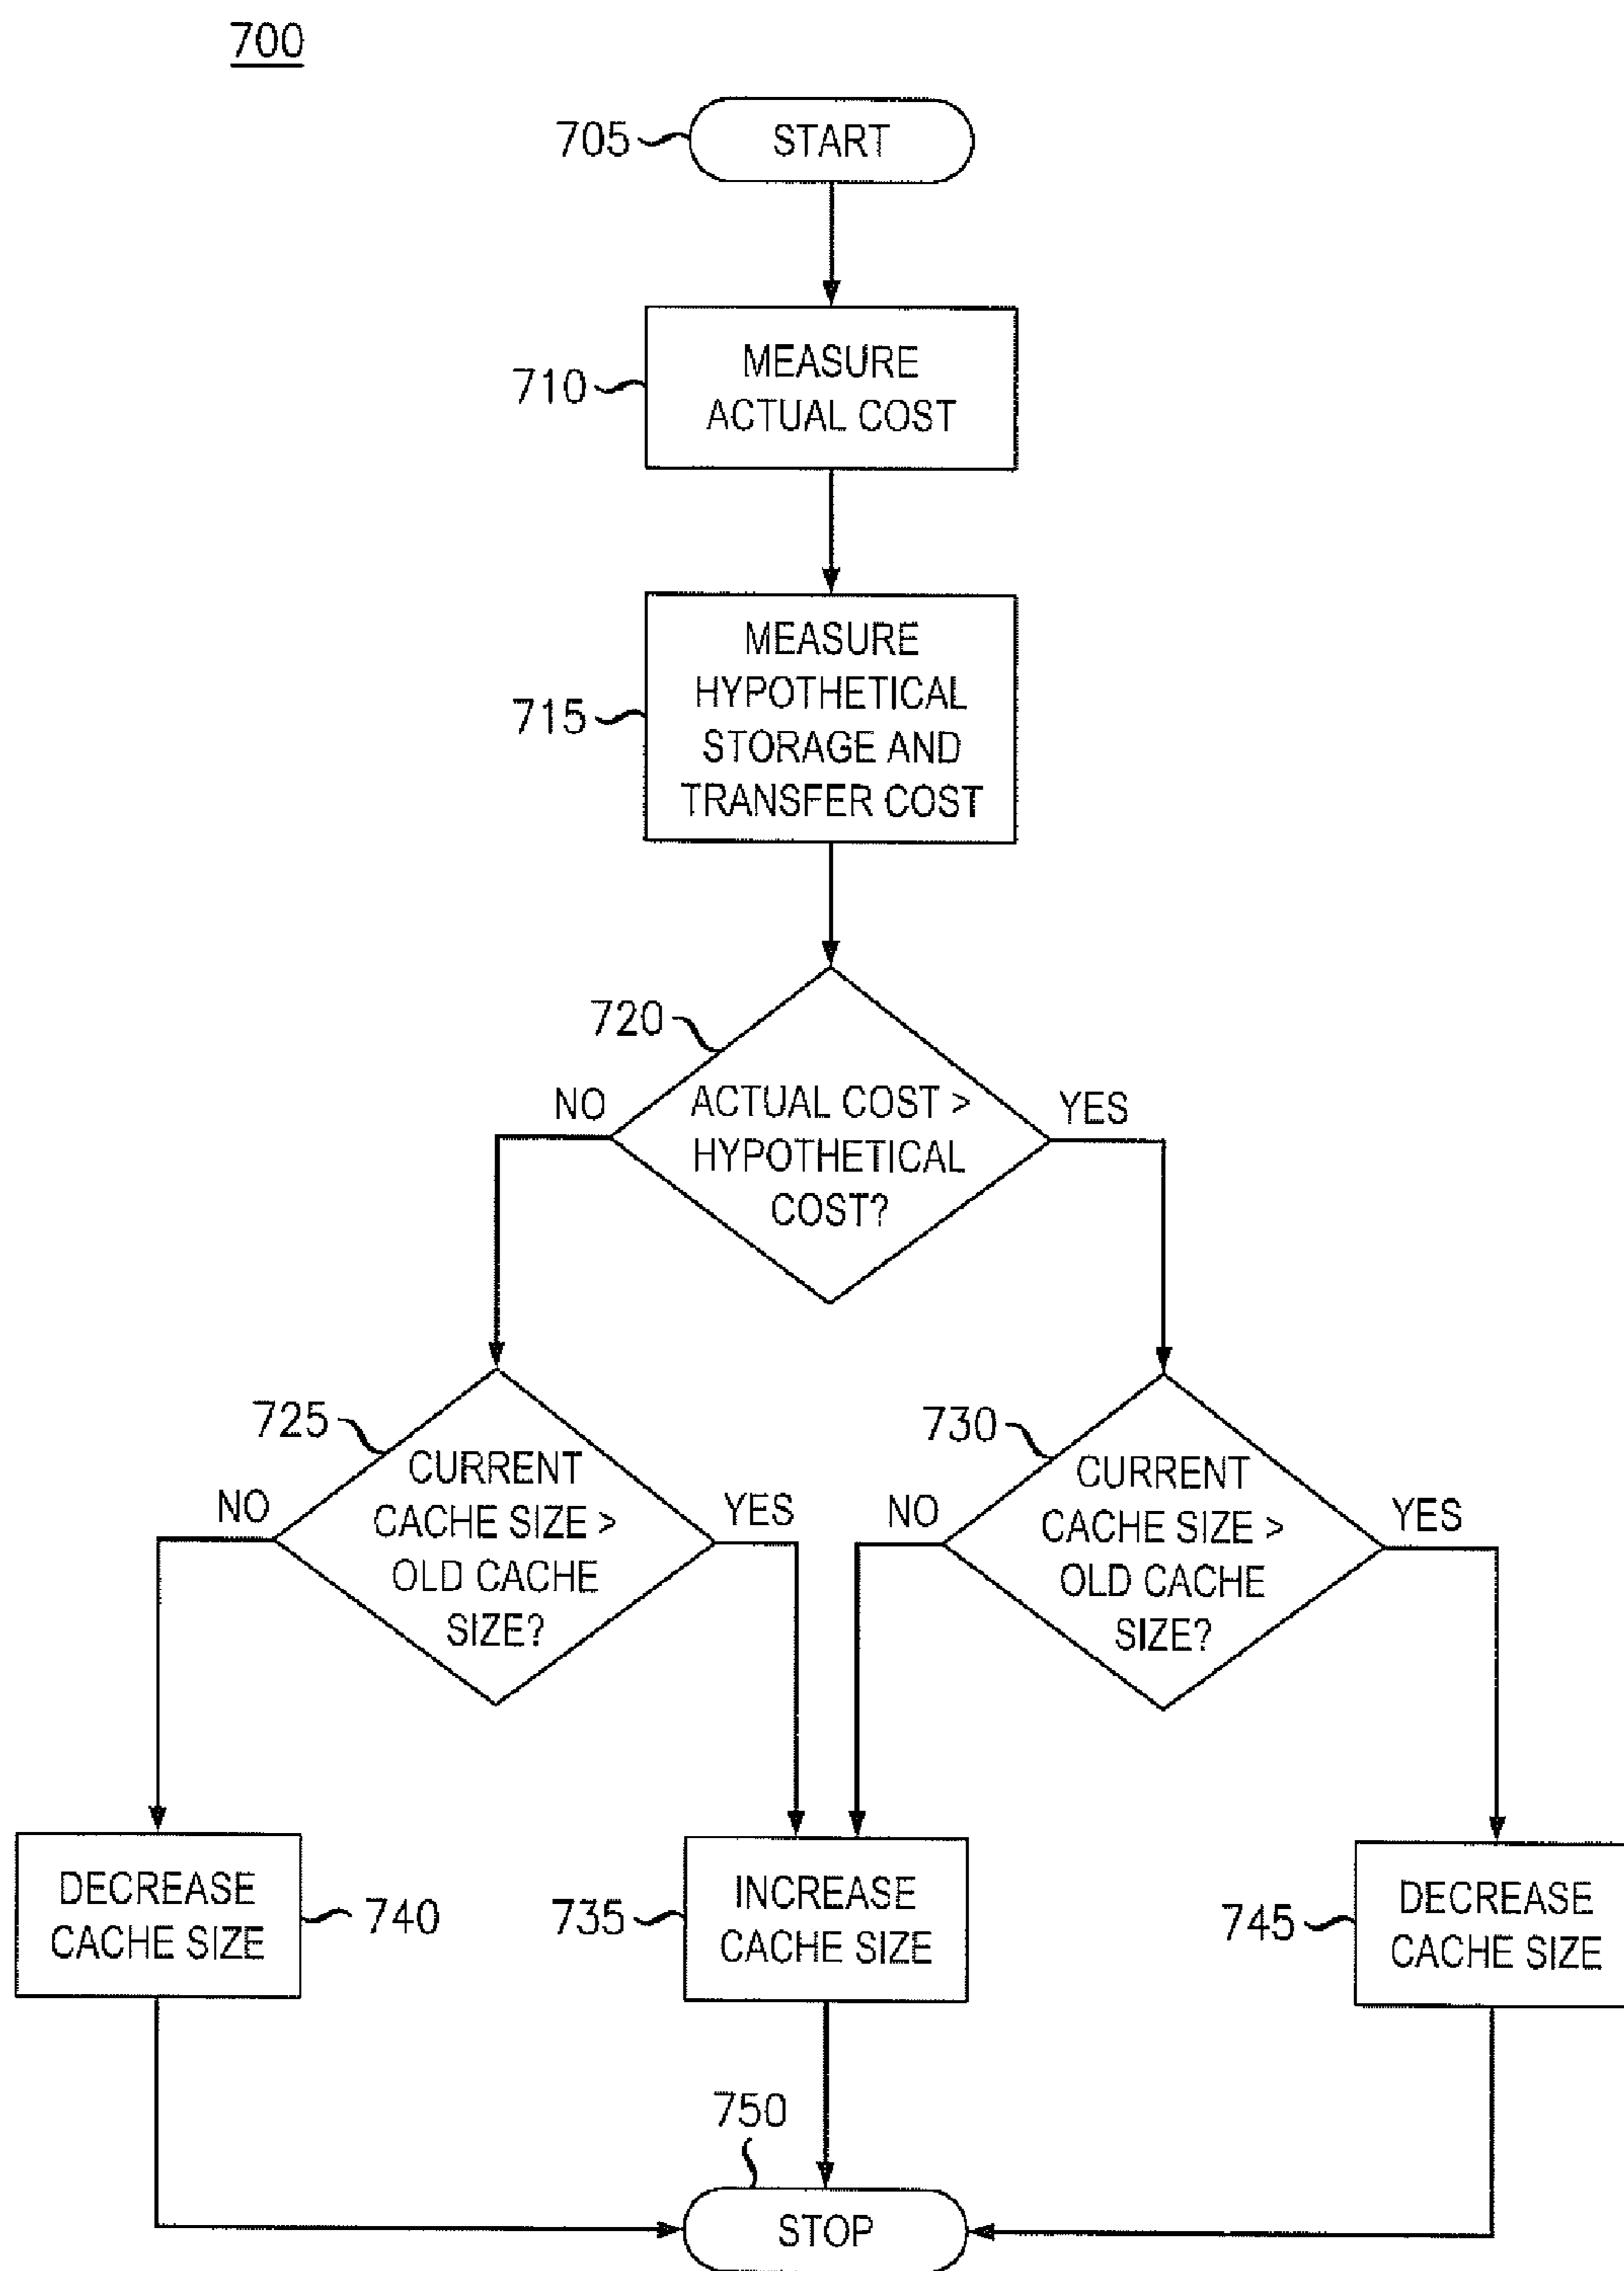 700
705
START
710
MEASURE
ACTUAL COST
715
MEASURE
HYPOTHETICAL
STORAGE AND
TRANSFER COST
720
NO
ACTUAL COST >
HYPOTHETICAL
COST?
YES
725
NO
CURRENT
CACHE SIZE >
OLD CACHE
SIZE?
YES
730
NO
CURRENT
CACHE SIZE >
OLD CACHE
SIZE?
YES
DECREASE
CACHE SIZE
740
735
INCREASE
CACHE SIZE
745
DECREASE
CACHE SIZE
750
STOP